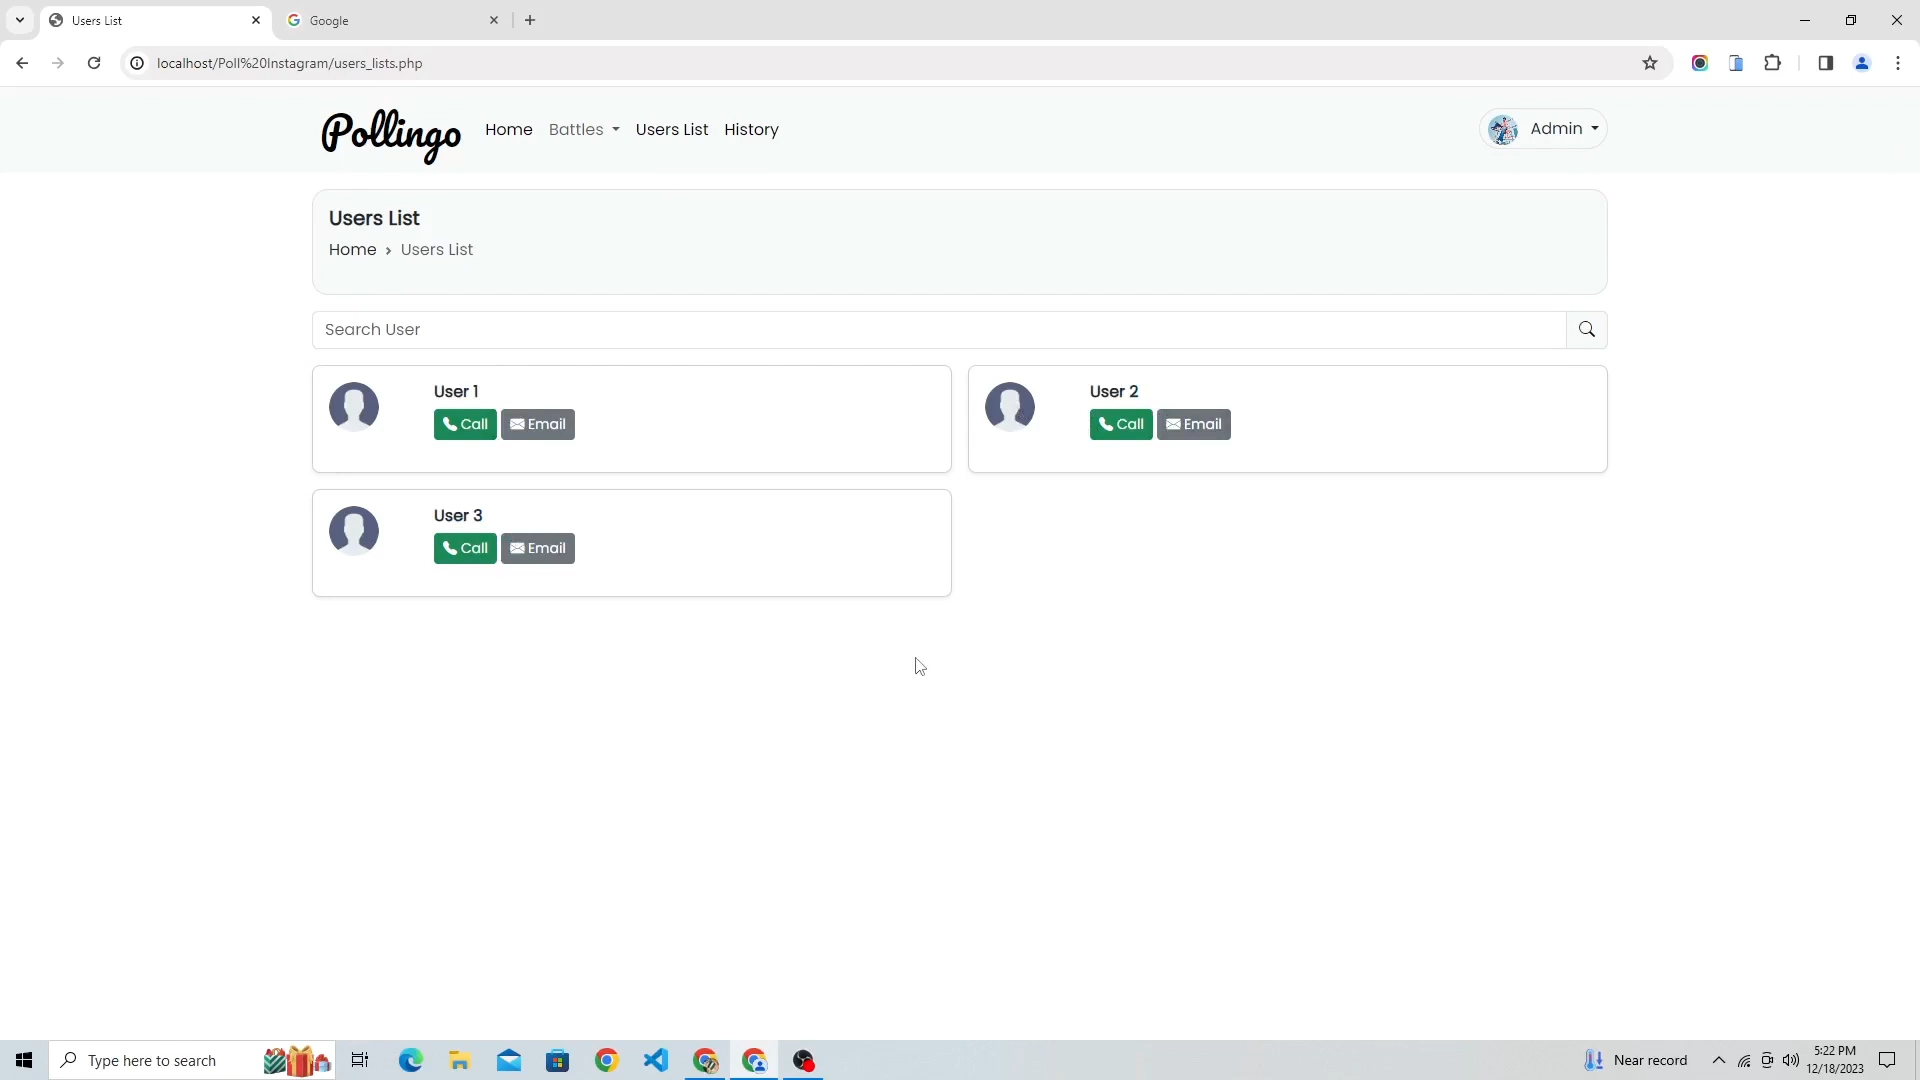 Users List
Google
localhost/Poll%20Instagram/users_lists.php
Pollingo
Home
Battles
Users List
History
Admin
Users List
Home › Users List
Search User
User 1
Call
Email
User 2
Call
Email
User 3
Call
Email
Type here to search
Near record
5:22 PM
12/18/2023